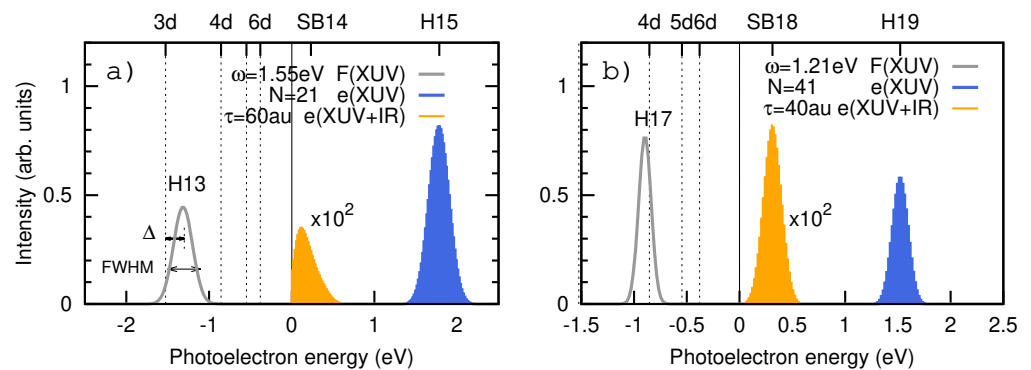 3d 4d 6d SB14 H15
a)
ω=1.55eV F(XUV)
N=21 e(XUV)
τ=60au e(XUV+IR)
H13
Δ
FWHM
x10²
Intensity (arb. units)
1
0.5
0
-2 -1 0 1 2
Photoelectron energy (eV)
4d 5d6d SB18 H19
b)
ω=1.21eV F(XUV)
N=41 e(XUV)
τ=40au e(XUV+IR)
H17
x10²
1
0.5
0
-1.5 -1 -0.5 0 0.5 1 1.5 2 2.5
Photoelectron energy (eV)